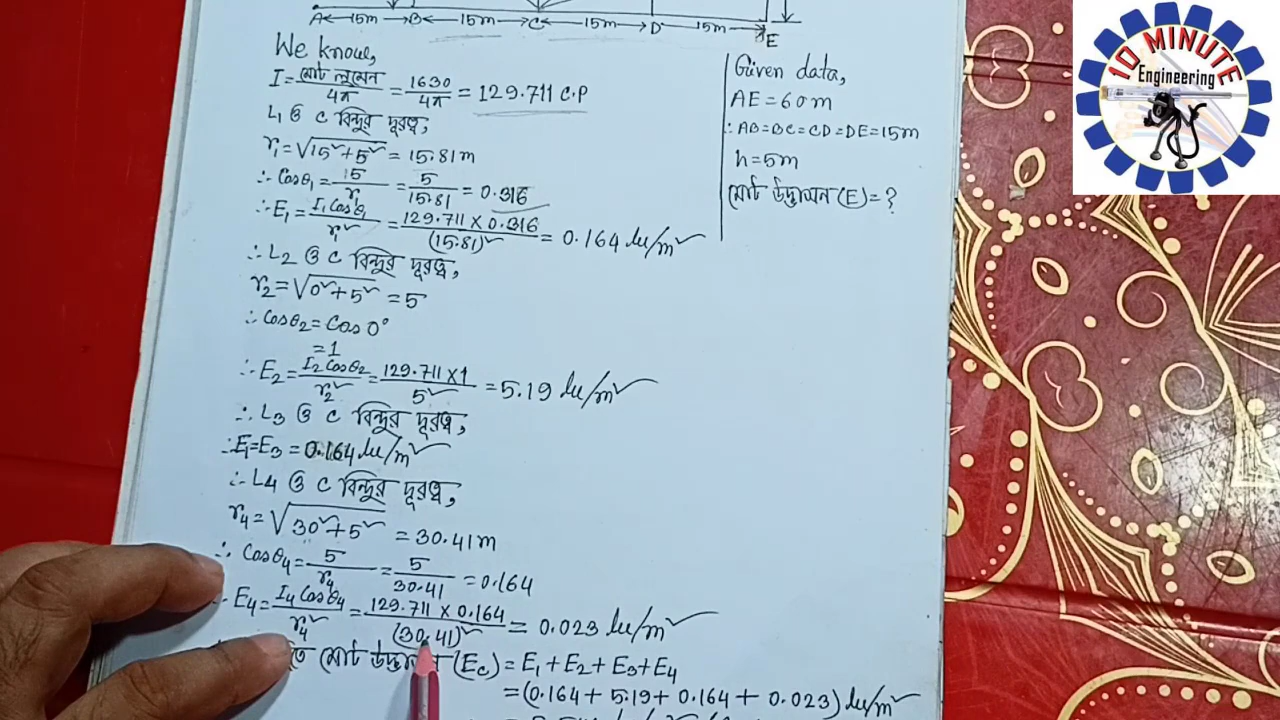 A 15m B 15m C 15m D 15m E
We know,
I = মোট লুমেন / 4π = 1630 / 4π = 129.711 C.P
L₁ ও C বিন্দুর দূরত্ব,
r₁ = √15² + 5² = 15.81 m
∴ Cosθ₁ = 15 / r₁ = 5 / 15.81 = 0.316
∴ E₁ = I₁ Cosθ₁ / r₁² = 129.711 × 0.316 / (15.81)² = 0.164 lu/m²
∴ L₂ ও C বিন্দুর দূরত্ব,
r₂ = √0² + 5² = 5
∴ Cosθ₂ = Cos 0°
= 1
∴ E₂ = I₂ Cosθ₂ / r₂² = 129.711 × 1 / 5² = 5.19 lu/m²
∴ L₃ ও C বিন্দুর দূরত্ব,
∴ E₁ = E₃ = 0.164 lu/m²
∴ L₄ ও C বিন্দুর দূরত্ব,
r₄ = √30² + 5² = 30.41 m
∴ Cosθ₄ = 5 / r₄ = 5 / 30.41 = 0.164
∴ E₄ = I₄ Cosθ₄ / r₄² = 129.711 × 0.164 / (30.41)² = 0.023 lu/m²
মোট (E_C) = E₁ + E₂ + E₃ + E₄
= (0.164 + 5.19 + 0.164 + 0.023) lu/m²
Given data,
AE = 60 m
∴ AB = BC = CD = DE = 15 m
h = 5 m
মোট উদ্ভাসন (E) = ?
10 MINUTE
Engineering